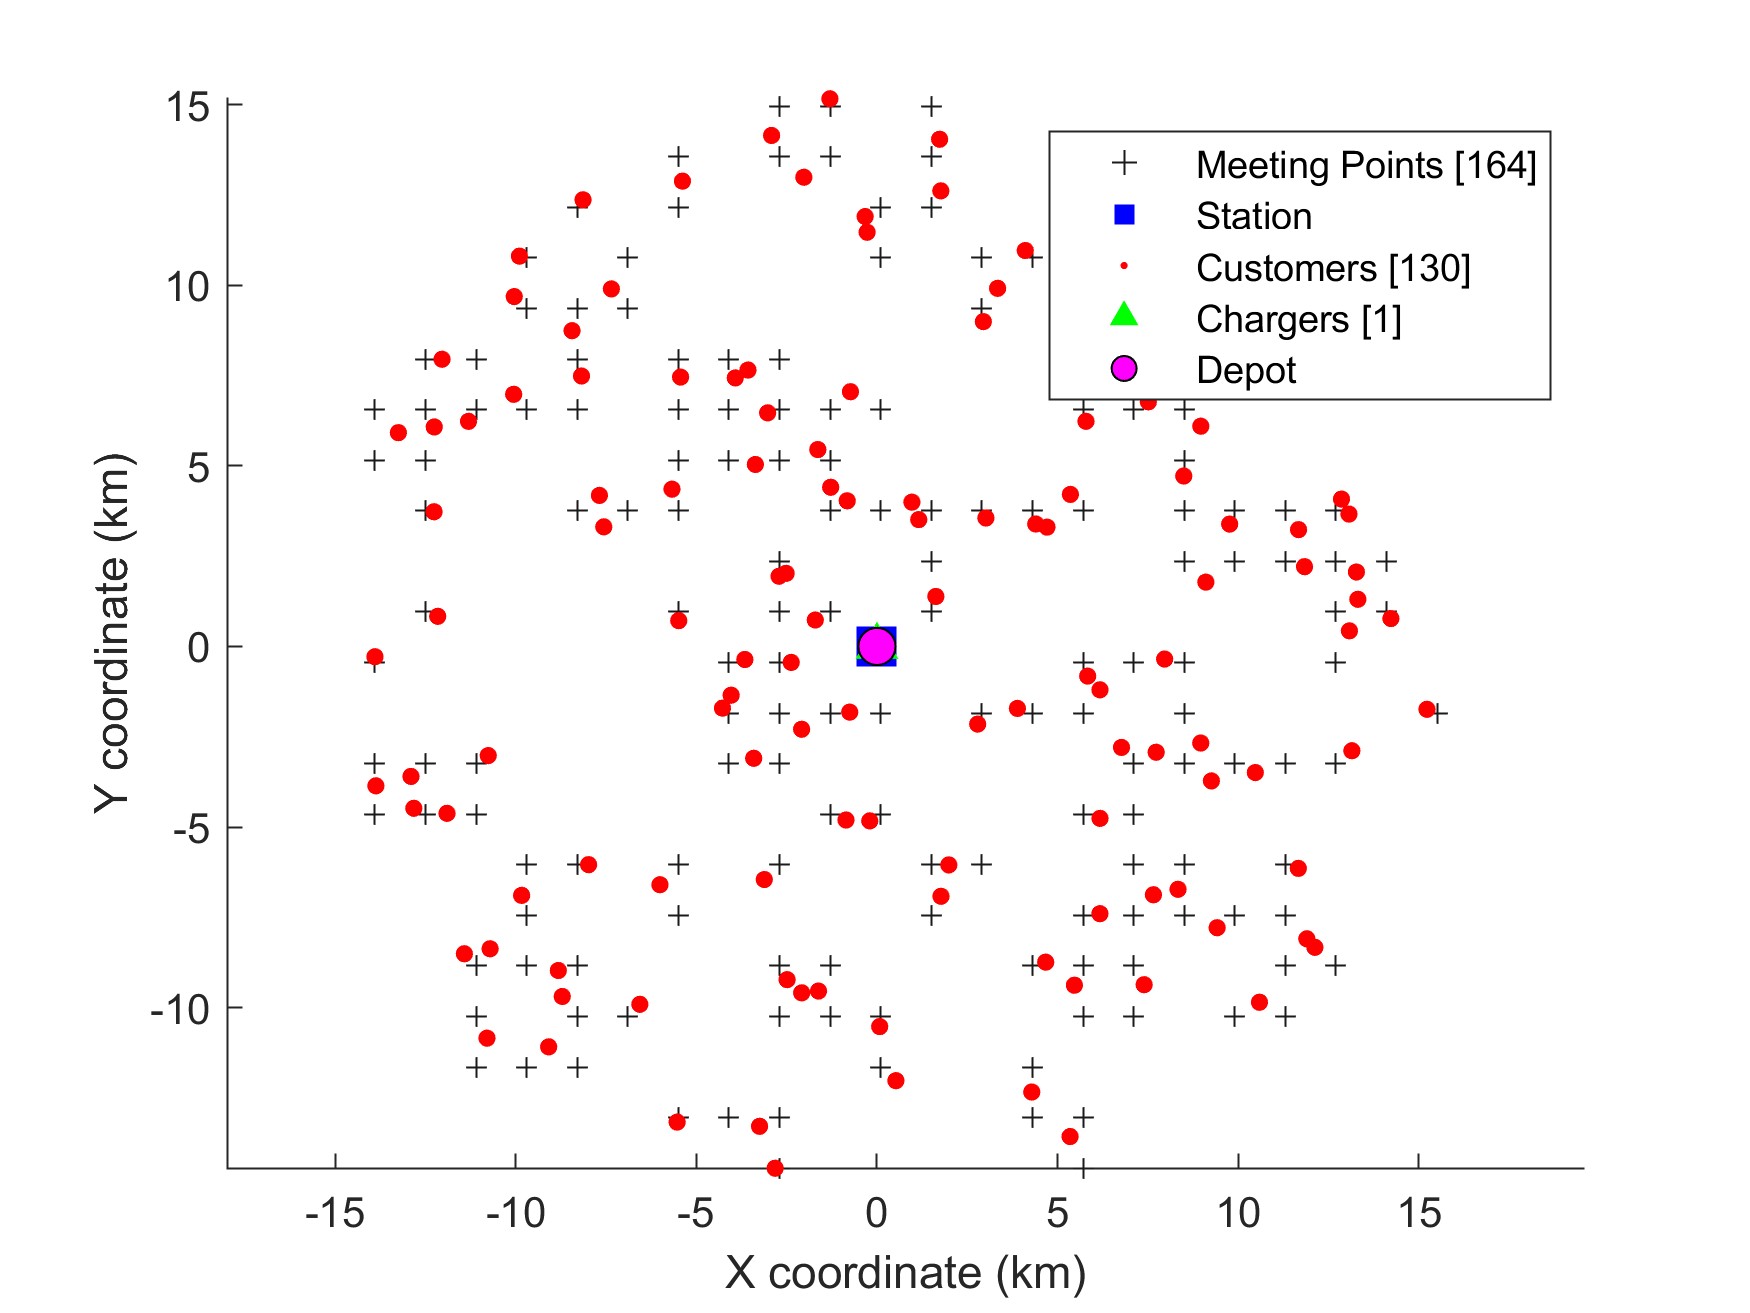 15
10
5
0
-5
-10
Y coordinate (km)
Meeting Points [164]
Station
Customers [130]
Chargers [1]
Depot
-15 -10 -5 0 5 10 15
X coordinate (km)